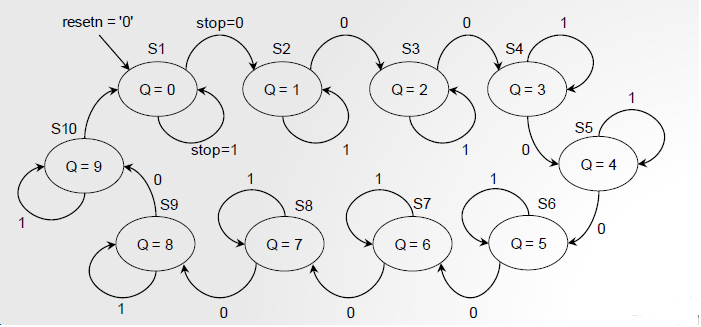 resetn = '0'
stop=0
0
0
1
S1
S2
S3
S4
Q = 0
Q = 1
Q = 2
Q = 3
1
S5
stop=1
1
1
0
Q = 4
S10
Q = 9
0
1
S9
1
S8
1
S7
1
S6
0
Q = 8
Q = 7
Q = 6
Q = 5
1
0
0
0